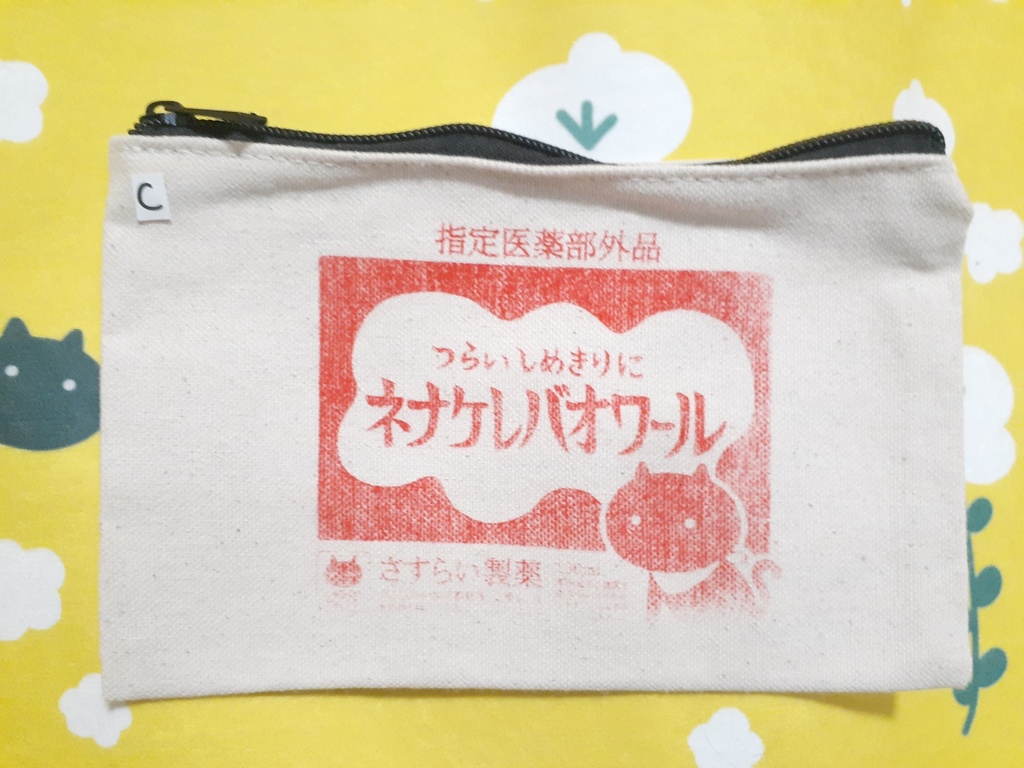 C
指定医薬部外品
つらいしめきりに
ネナケレバオワール
さすらい製薬